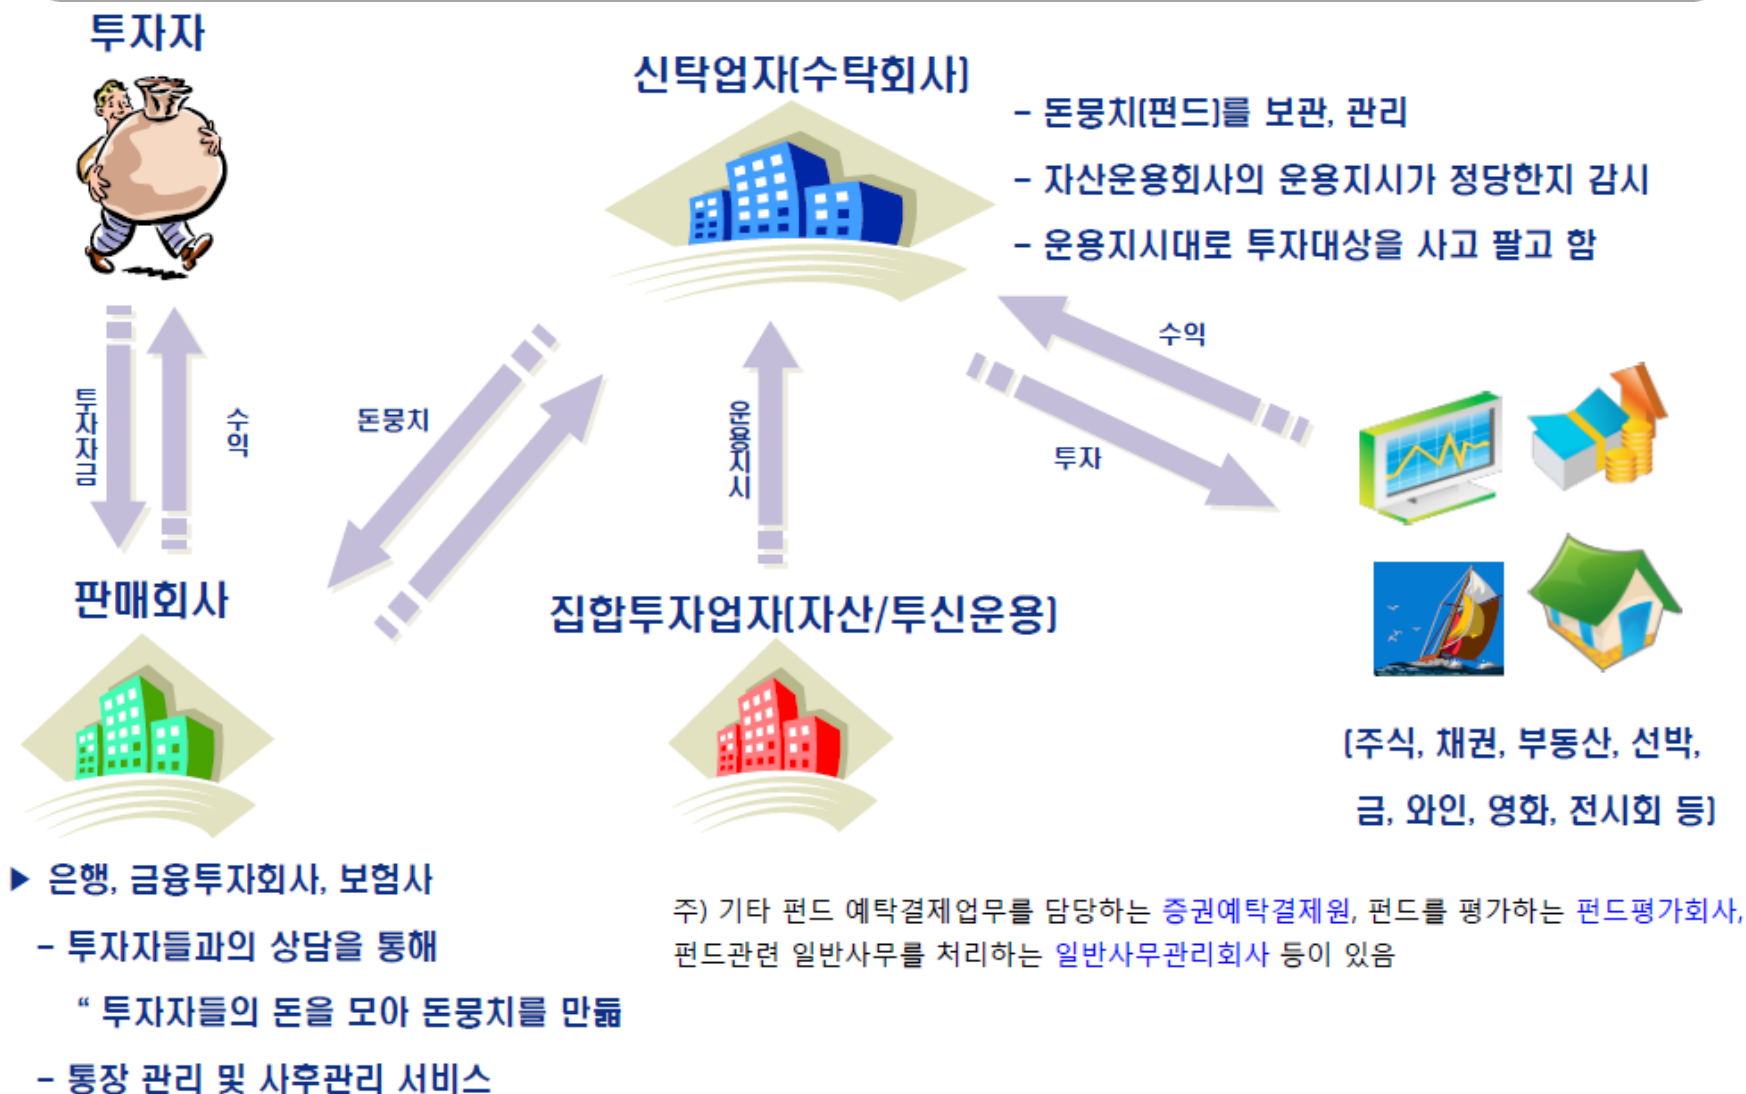 투자자
신탁업자(수탁회사)
- 돈뭉치(펀드)를 보관, 관리
- 자산운용회사의 운용지시가 정당한지 감시
- 운용지시대로 투자대상을 사고 팔고 함
수익
투자자금
수익
돈뭉치
운용지시
투자
판매회사
집합투자업자(자산/투신운용)
(주식, 채권, 부동산, 선박,
금, 와인, 영화, 전시회 등)
▶ 은행, 금융투자회사, 보험사
- 투자자들과의 상담을 통해
“ 투자자들의 돈을 모아 돈뭉치를 만듦
- 통장 관리 및 사후관리 서비스
주) 기타 펀드 예탁결제업무를 담당하는 증권예탁결제원, 펀드를 평가하는 펀드평가회사,
펀드관련 일반사무를 처리하는 일반사무관리회사 등이 있음